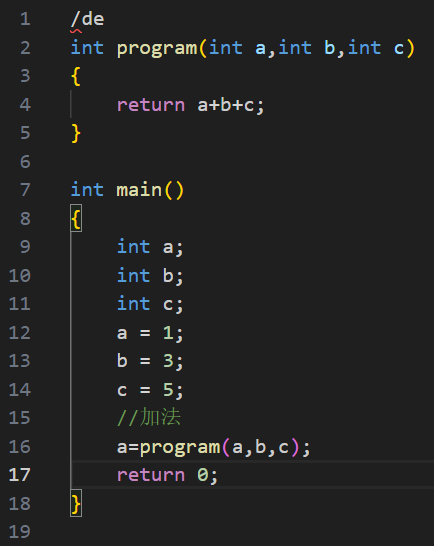 1 /de
2 int program(int a,int b,int c)
3 {
4     return a+b+c;
5 }
6
7 int main()
8 {
9     int a;
10     int b;
11     int c;
12     a = 1;
13     b = 3;
14     c = 5;
15     //加法
16     a=program(a,b,c);
17     return 0;
18 }
19